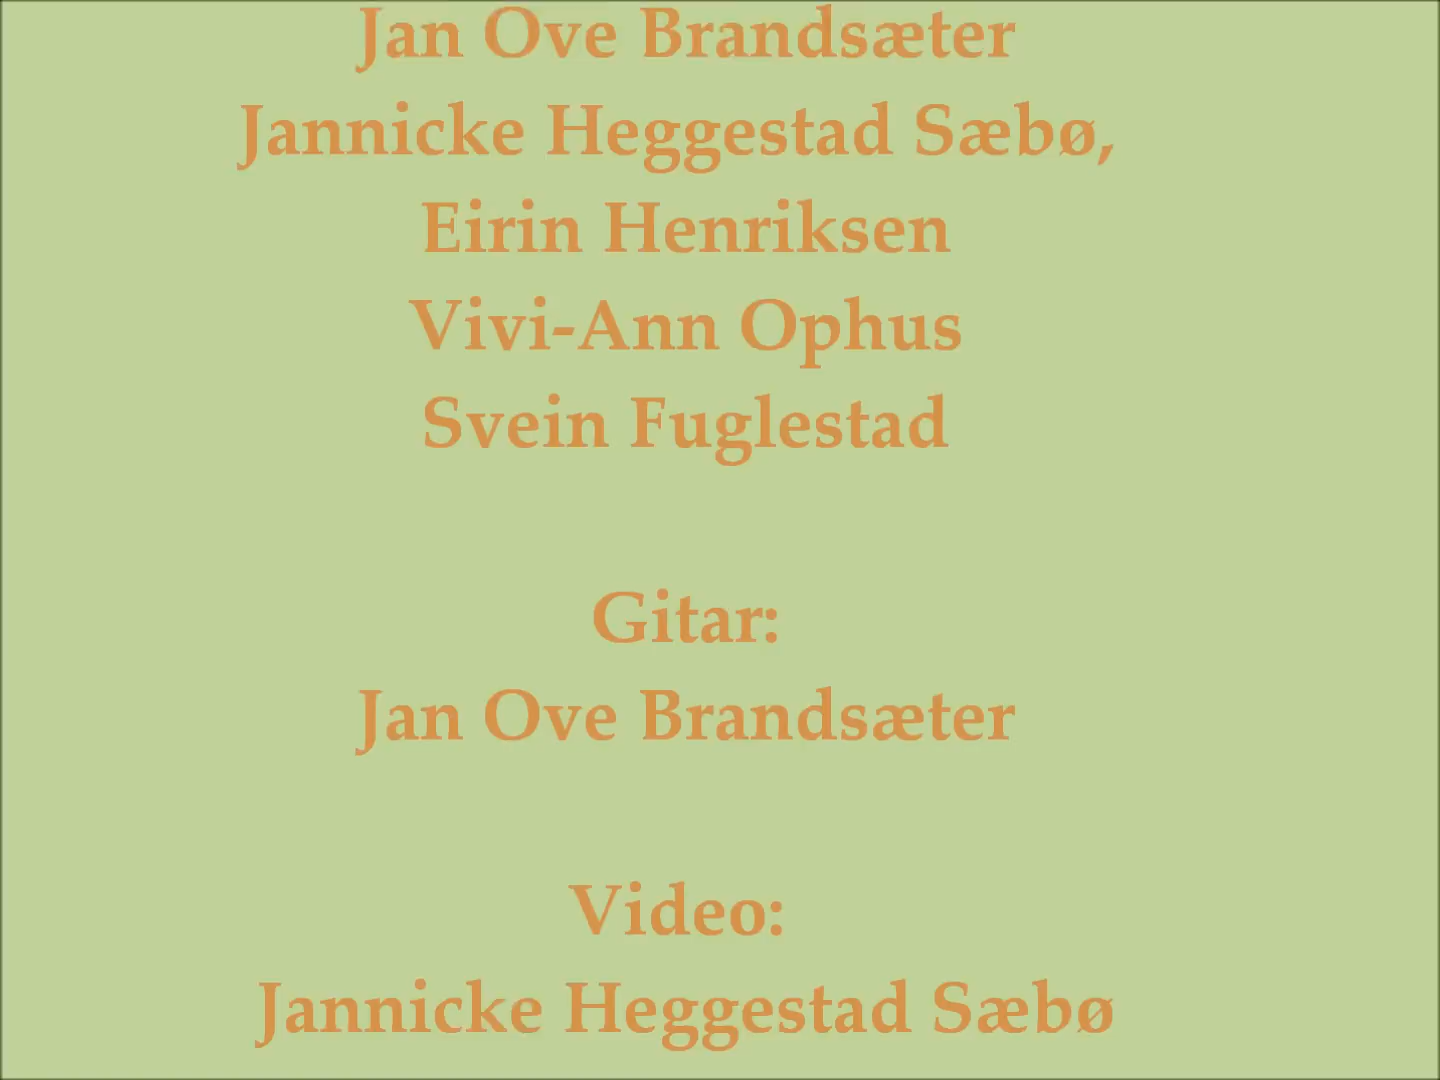 Jan Ove Brandsæter
Jannicke Heggestad Sæbø,
Eirin Henriksen
Vivi-Ann Ophus
Svein Fuglestad
Gitar:
Jan Ove Brandsæter
Video:
Jannicke Heggestad Sæbø